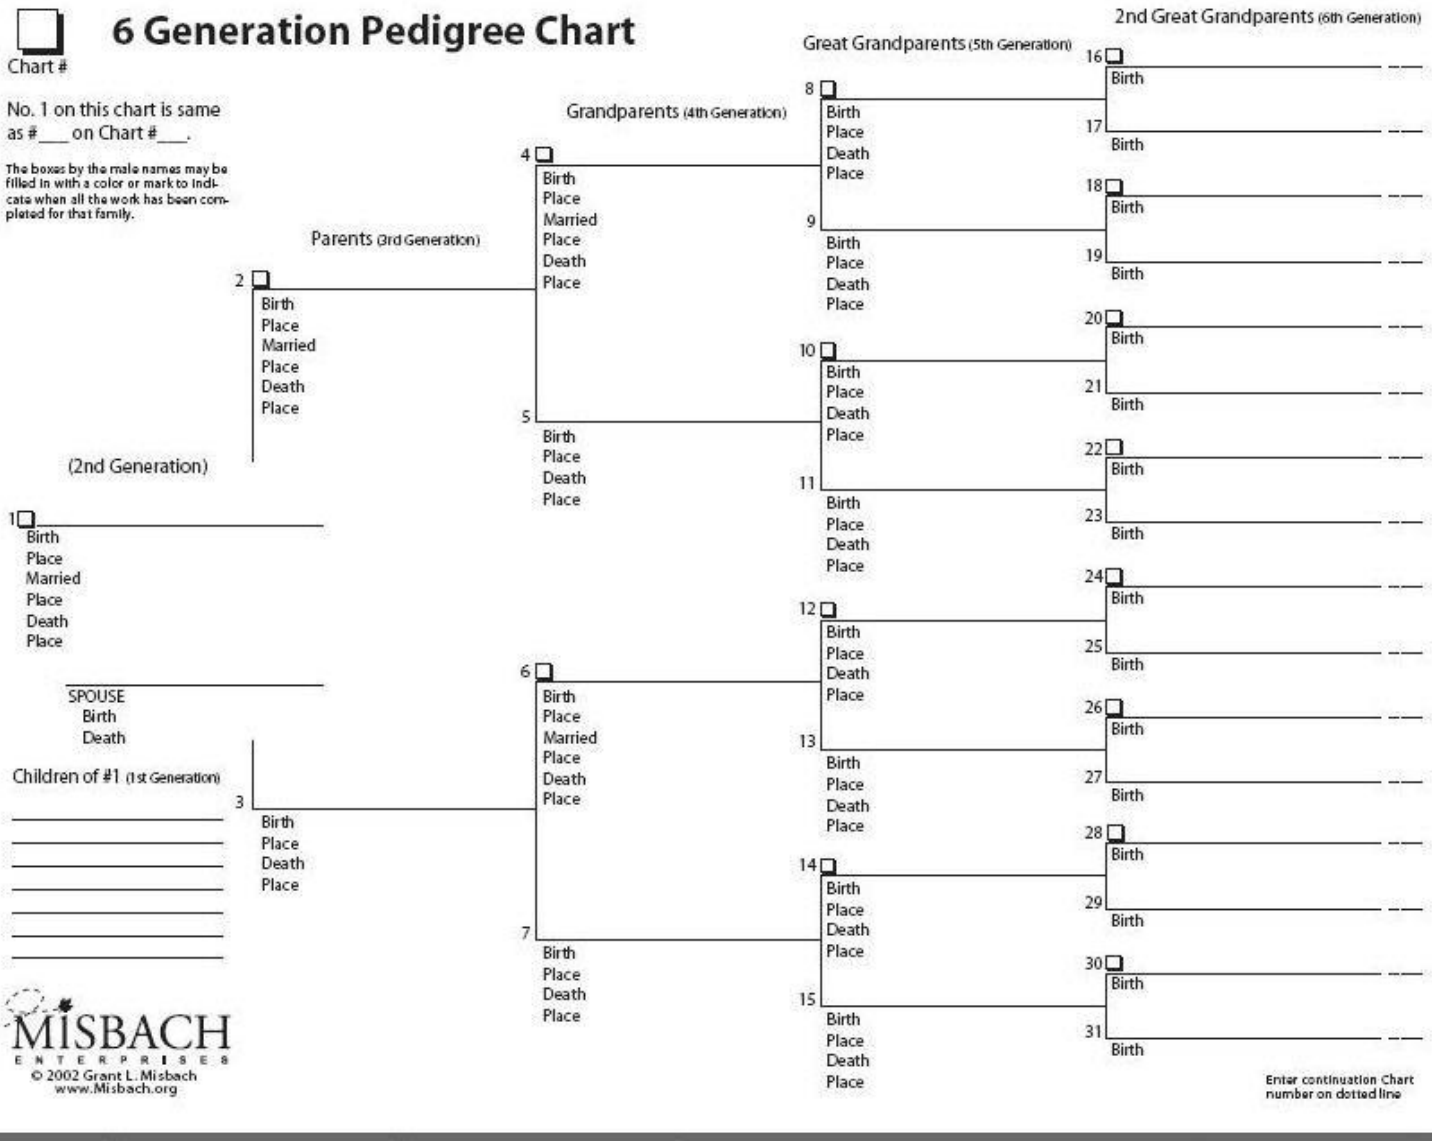 6 Generation Pedigree Chart
Chart #
No. 1 on this chart is same
as #___ on Chart #___.
The boxes by the male names may be
filled in with a color or mark to indi-
cate when all the work has been com-
pleted for that family.
(2nd Generation)
1
Birth
Place
Married
Place
Death
Place
SPOUSE
Birth
Death
Children of #1 (1st Generation)
Parents (3rd Generation)
2
Birth
Place
Married
Place
Death
Place
3
Birth
Place
Death
Place
Grandparents (4th Generation)
4
Birth
Place
Married
Place
Death
Place
5
Birth
Place
Death
Place
6
Birth
Place
Married
Place
Death
Place
7
Birth
Place
Death
Place
Great Grandparents (5th Generation)
8
Birth
Place
Death
Place
9
Birth
Place
Death
Place
10
Birth
Place
Death
Place
11
Birth
Place
Death
Place
12
Birth
Place
Death
Place
13
Birth
Place
Death
Place
14
Birth
Place
Death
Place
15
Birth
Place
Death
Place
2nd Great Grandparents (6th Generation)
16
Birth
17
Birth
18
Birth
19
Birth
20
Birth
21
Birth
22
Birth
23
Birth
24
Birth
25
Birth
26
Birth
27
Birth
28
Birth
29
Birth
30
Birth
31
Birth
Enter continuation Chart
number on dotted line
MiSBACH
ENTERPRISES
© 2002 Grant L. Misbach
www.Misbach.org